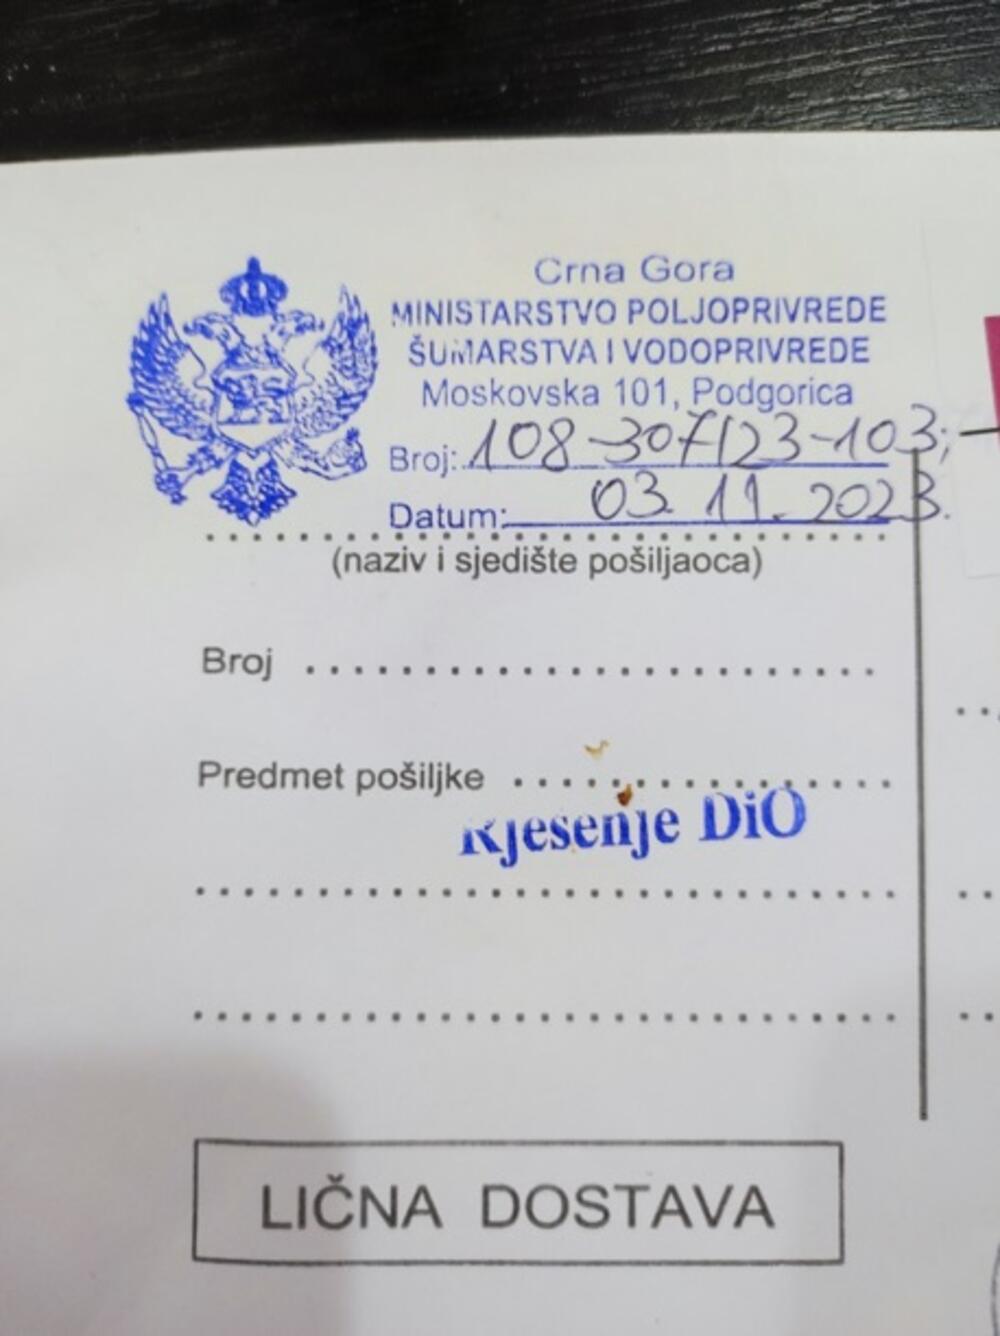 Crna Gora
MINISTARSTVO POLJOPRIVREDE
ŠUMARSTVA I VODOPRIVREDE
Moskovska 101, Podgorica
Broj: 108-307/23-103;
Datum: 03. 11. 2023.
(naziv i sjedište pošiljaoca)
Broj
Predmet pošiljke
Rjesenje DiO
LIČNA DOSTAVA